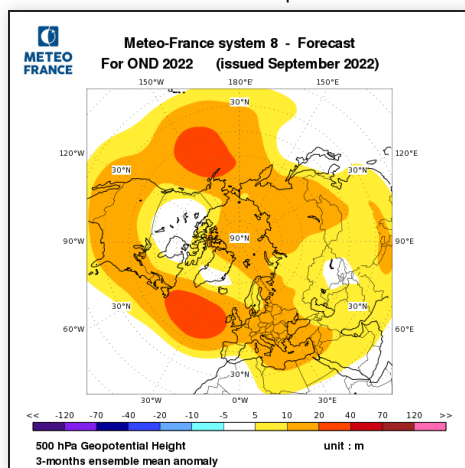 METEO
FRANCE
Meteo-France system 8 - Forecast
For OND 2022 (issued September 2022)
150°W 180°E 150°E
30°N
120°W 30°N 30°N 120°E
90°W 90°N 90°E
30°N 30°N
60°W 60°E
30°N
30°W 0°W 30°E
<< -120 -70 -40 -20 -10 -5 5 10 20 40 70 120 >>
500 hPa Geopotential Height unit : m
3-months ensemble mean anomaly